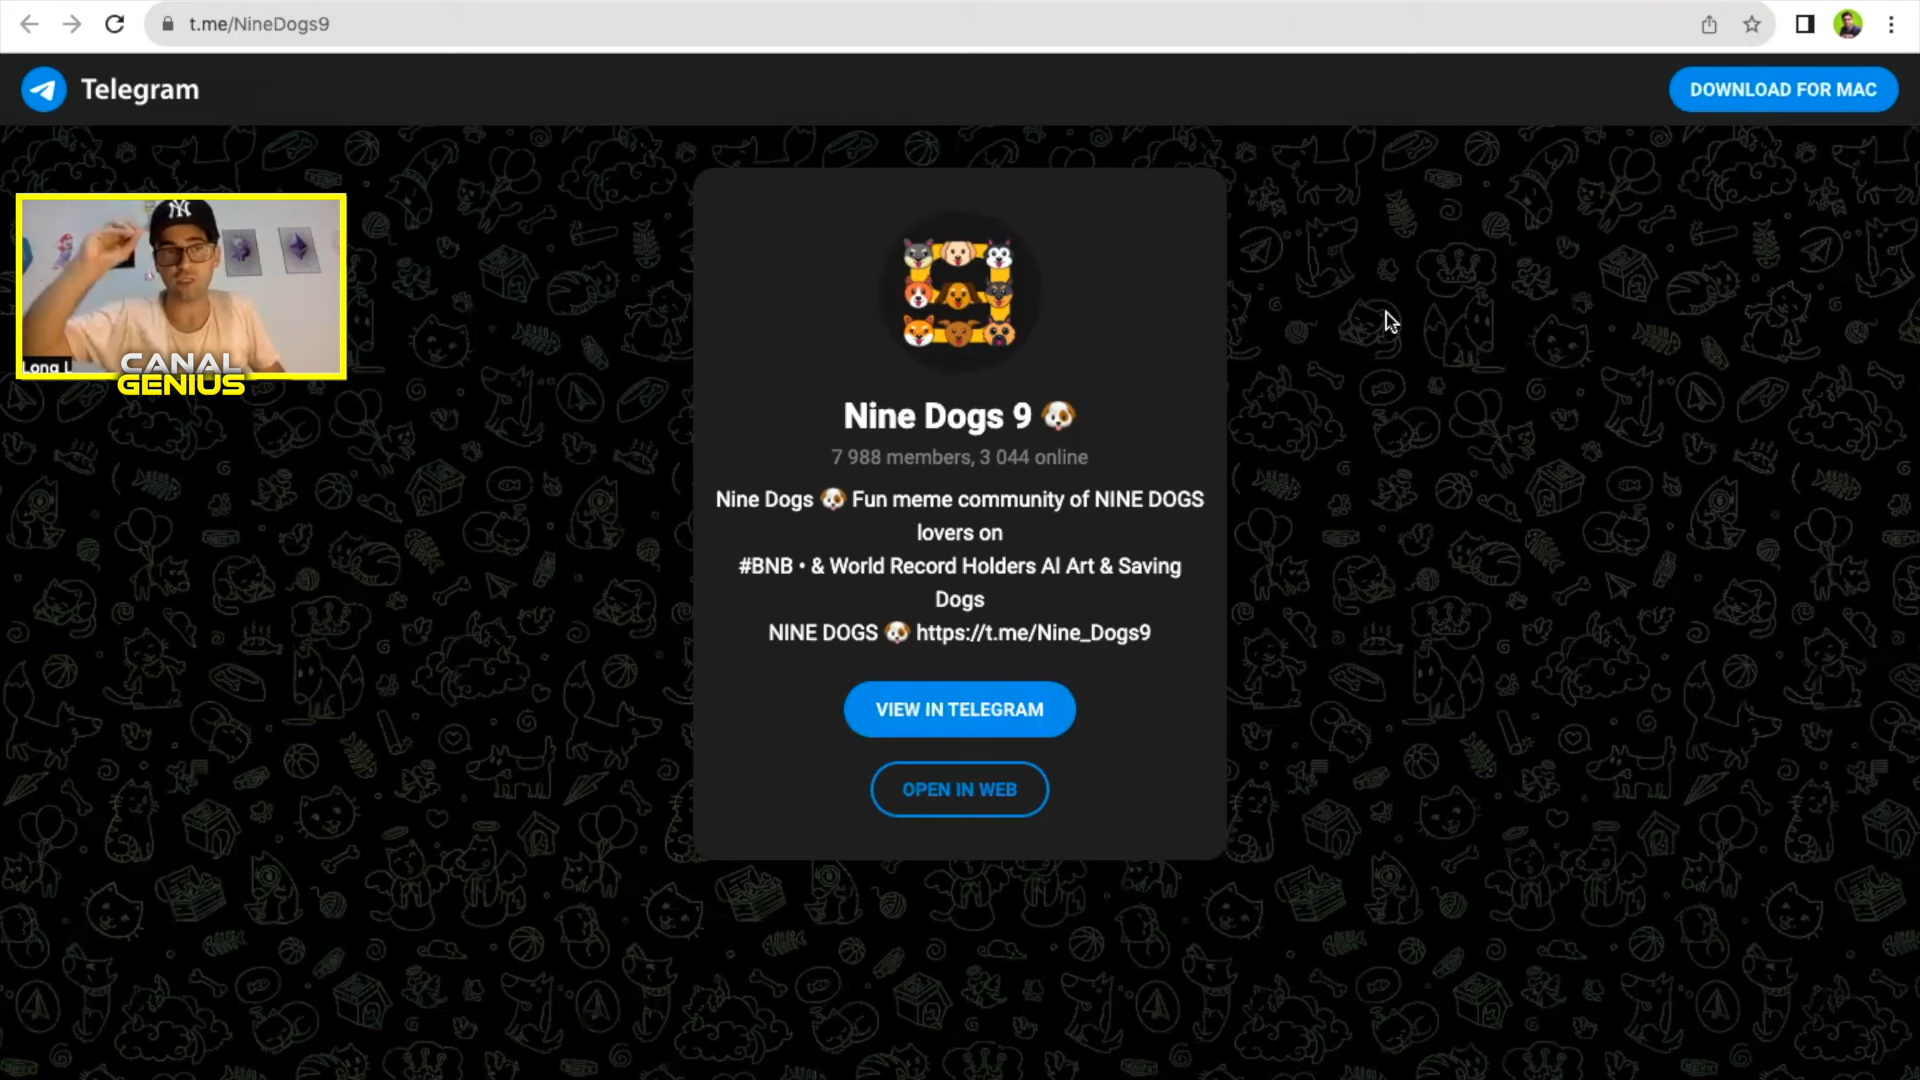 t.me/NineDogs9
Telegram
DOWNLOAD FOR MAC
NY
Long L
CANAL
GENIUS
Nine Dogs 9 🐶
7 988 members, 3 044 online
Nine Dogs 🐶 Fun meme community of NINE DOGS
lovers on
#BNB • & World Record Holders AI Art & Saving
Dogs
NINE DOGS 🐶 https://t.me/Nine_Dogs9
VIEW IN TELEGRAM
OPEN IN WEB